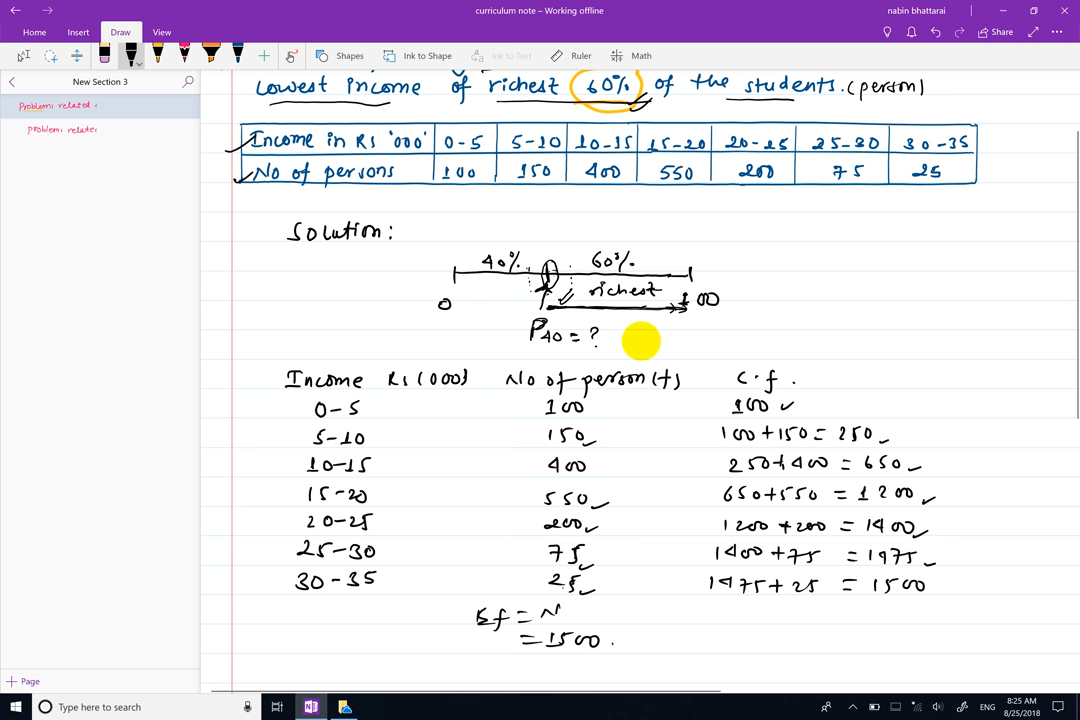 curriculum note – Working offline
nabin bhattarai
Home Insert Draw View
Share
Shapes Ink to Shape Ink to Text Ruler Math
New Section 3
Problems related
problems relate
Page
Lowest income of richest 60% of the students. (person)
Income in Rs '000' 0-5 5-10 10-15 15-20 20-25 25-30 30-35
No of persons 100 150 400 550 200 75 25
Solution:
40% 60%
0 richest 100
P40 = ?
Income Rs (000) No of person (f) C.f.
0-5 100 100
5-10 150 100+150 = 250
10-15 400 250+400 = 650
15-20 550 650+550 = 1200
20-25 200 1200+200 = 1400
25-30 75 1400+75 = 1475
30-35 25 1475+25 = 1500
Σf = N
= 1500.
Type here to search
ENG
8:25 AM
8/25/2018